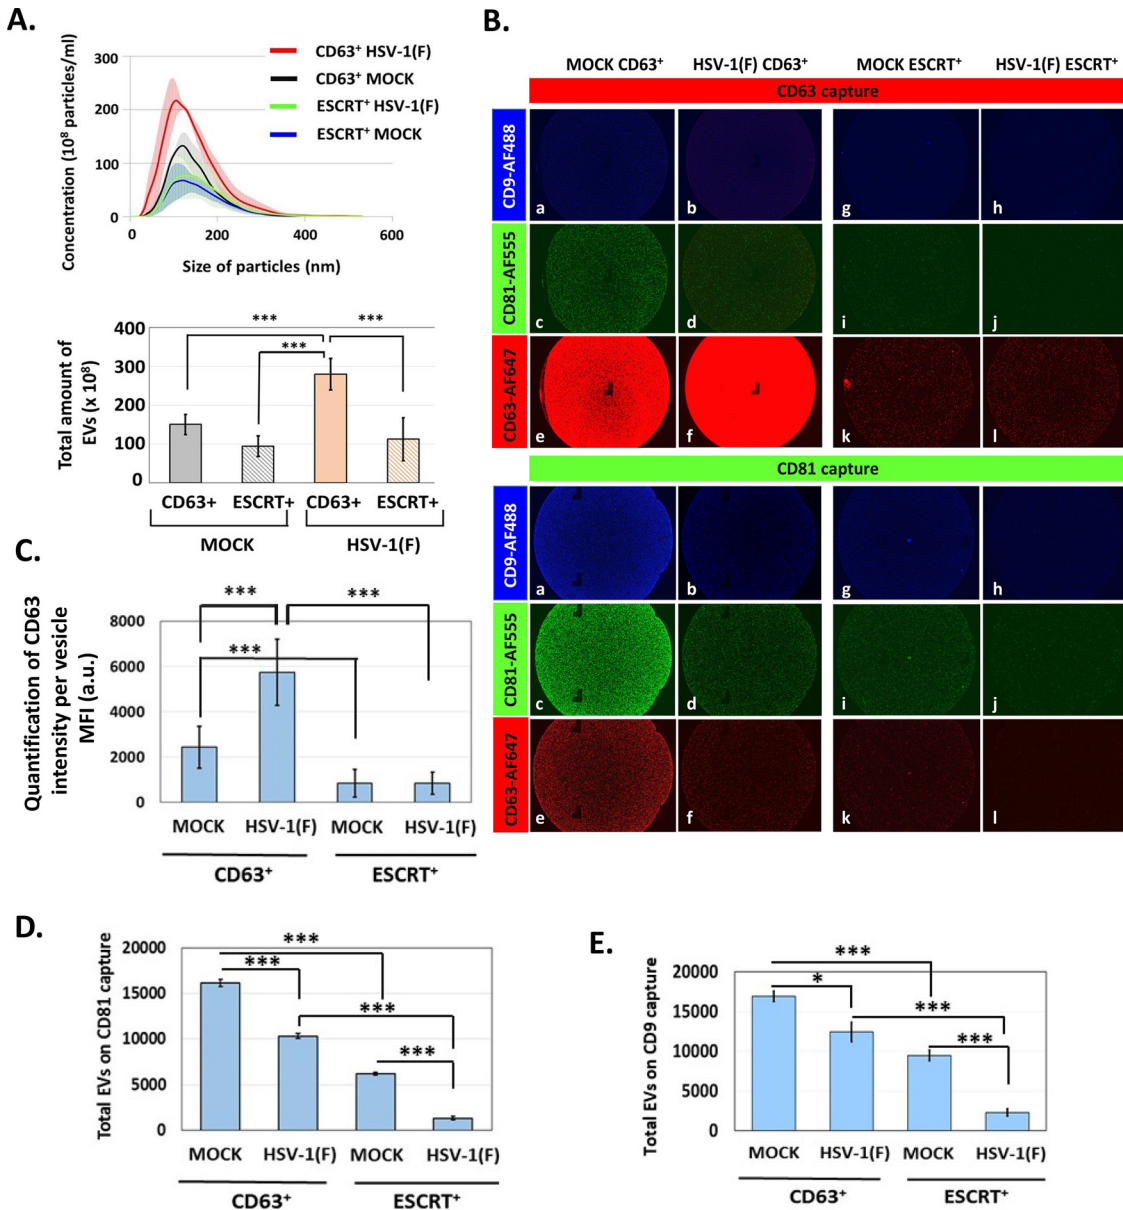 A.
300
200
100
0
Concentration (10⁸ particles/ml)
0
200
400
600
Size of particles (nm)
CD63⁺ HSV-1(F)
CD63⁺ MOCK
ESCRT⁺ HSV-1(F)
ESCRT⁺ MOCK
Total amount of
EVs (x 10⁸)
400
300
200
100
0
***
***
***
CD63+
ESCRT+
CD63+
ESCRT+
MOCK
HSV-1(F)
B.
MOCK CD63⁺
HSV-1(F) CD63⁺
MOCK ESCRT⁺
HSV-1(F) ESCRT⁺
CD63 capture
CD9-AF488
a
b
g
h
CD81-AF555
c
d
i
j
CD63-AF647
e
f
k
l
CD81 capture
CD9-AF488
a
b
g
h
CD81-AF555
c
d
i
j
CD63-AF647
e
f
k
l
C.
Quantification of CD63
intensity per vesicle
MFI (a.u.)
8000
6000
4000
2000
0
***
***
***
MOCK
HSV-1(F)
MOCK
HSV-1(F)
CD63⁺
ESCRT⁺
D.
Total EVs on CD81 capture
20000
15000
10000
5000
0
***
***
***
***
MOCK
HSV-1(F)
MOCK
HSV-1(F)
CD63⁺
ESCRT⁺
E.
Total EVs on CD9 capture
20000
15000
10000
5000
0
***
*
***
***
MOCK
HSV-1(F)
MOCK
HSV-1(F)
CD63⁺
ESCRT⁺